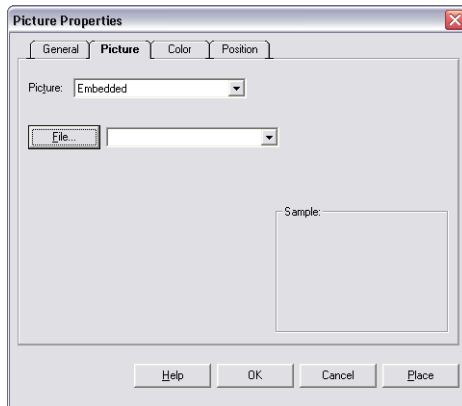 Picture Properties
General Picture Color Position
Picture: Embedded
File...
Sample:
Help OK Cancel Place